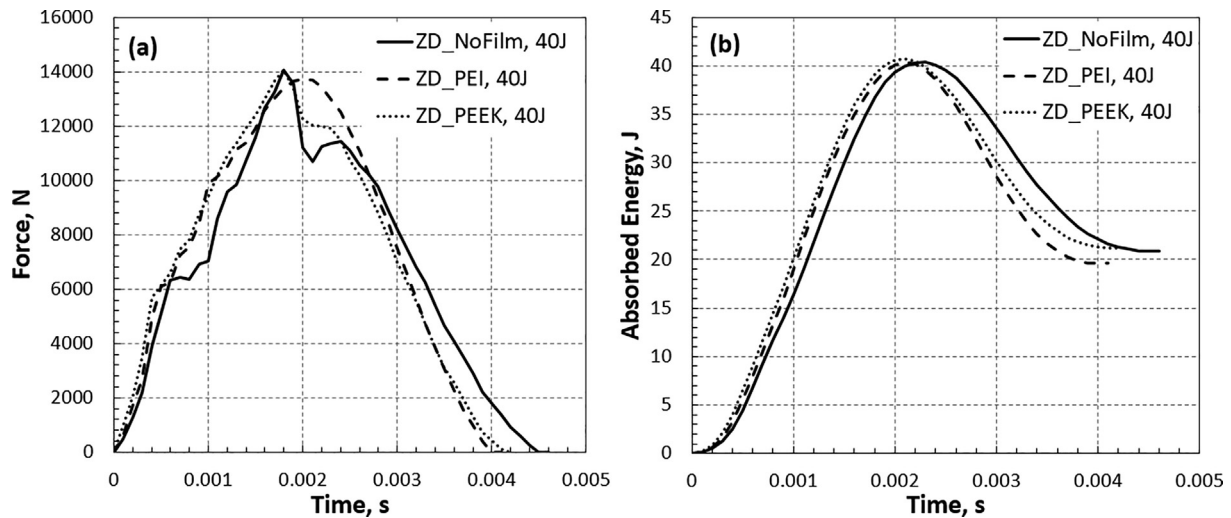 (a)
ZD_NoFilm, 40J
ZD_PEI, 40J
ZD_PEEK, 40J
Force, N
16000
14000
12000
10000
8000
6000
4000
2000
0
0 0.001 0.002 0.003 0.004 0.005
Time, s
(b)
ZD_NoFilm, 40J
ZD_PEI, 40J
ZD_PEEK, 40J
Absorbed Energy, J
45
40
35
30
25
20
15
10
5
0
0 0.001 0.002 0.003 0.004 0.005
Time, s